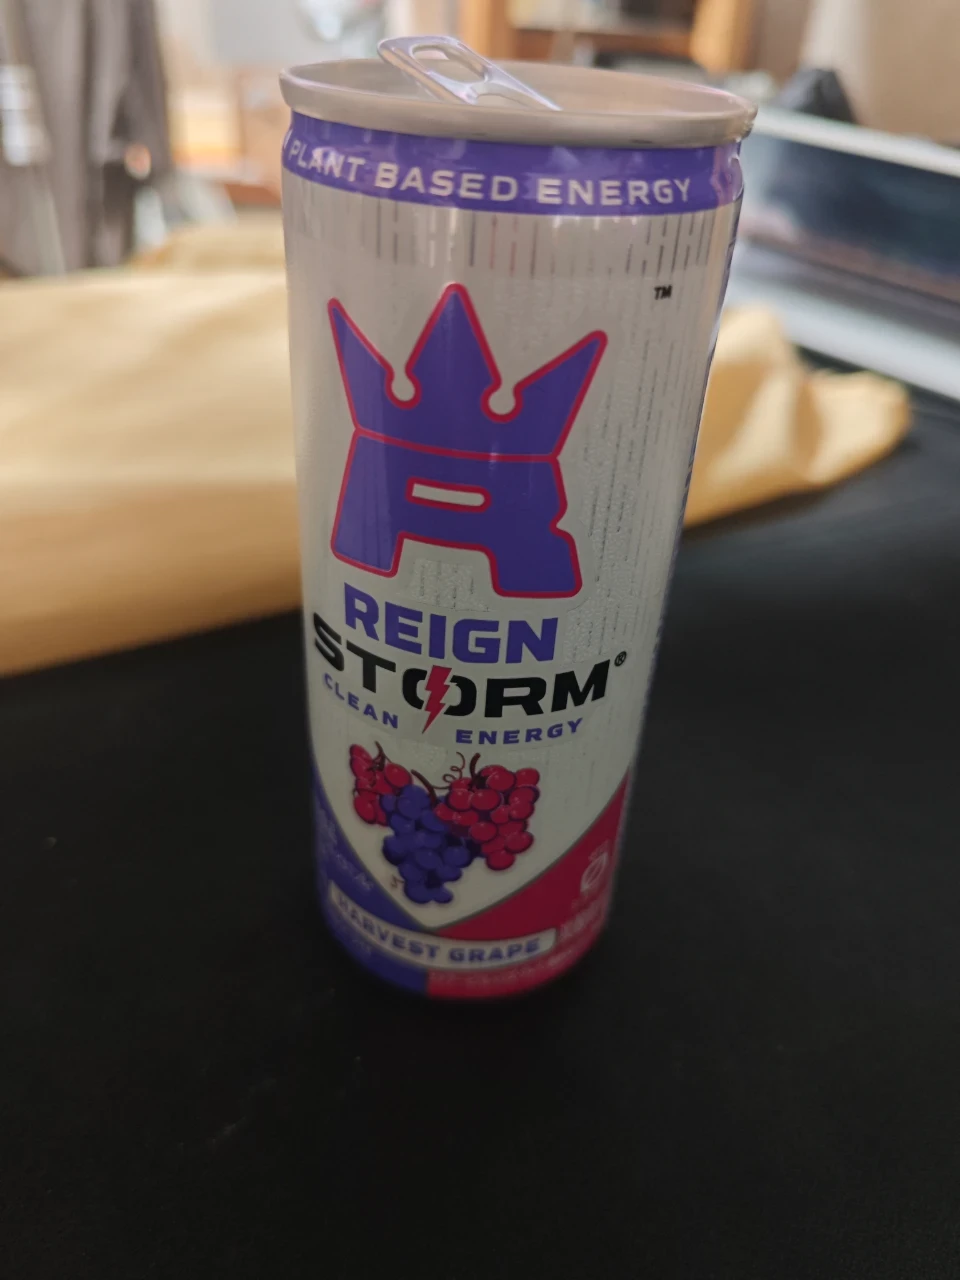 PLANT BASED ENERGY
TM
REIGN
STORM®
CLEAN ENERGY
HARVEST GRAPE